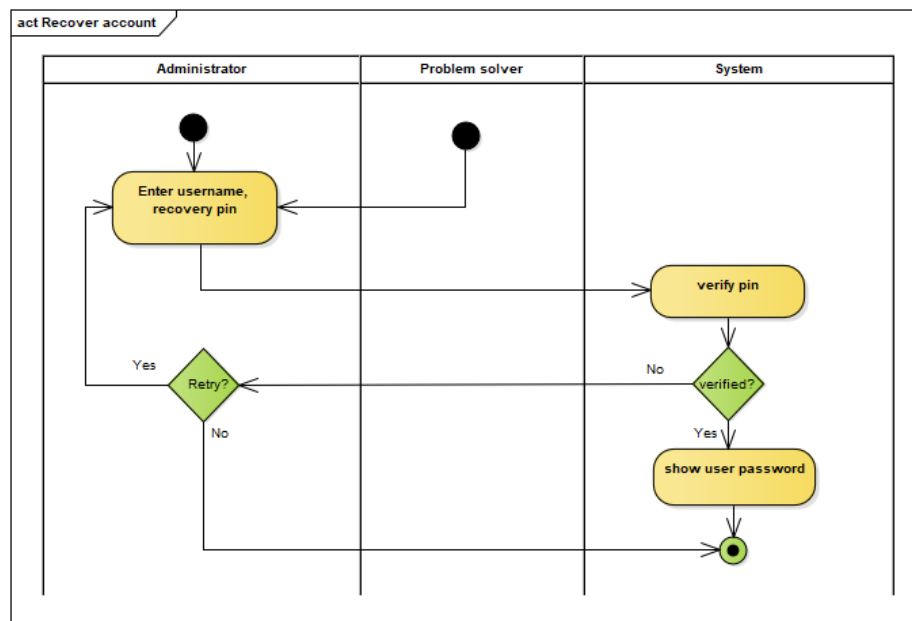 act Recover account
Administrator
Problem solver
System
Enter username,
recovery pin
verify pin
Yes
Retry?
No
verified?
No
Yes
show user password